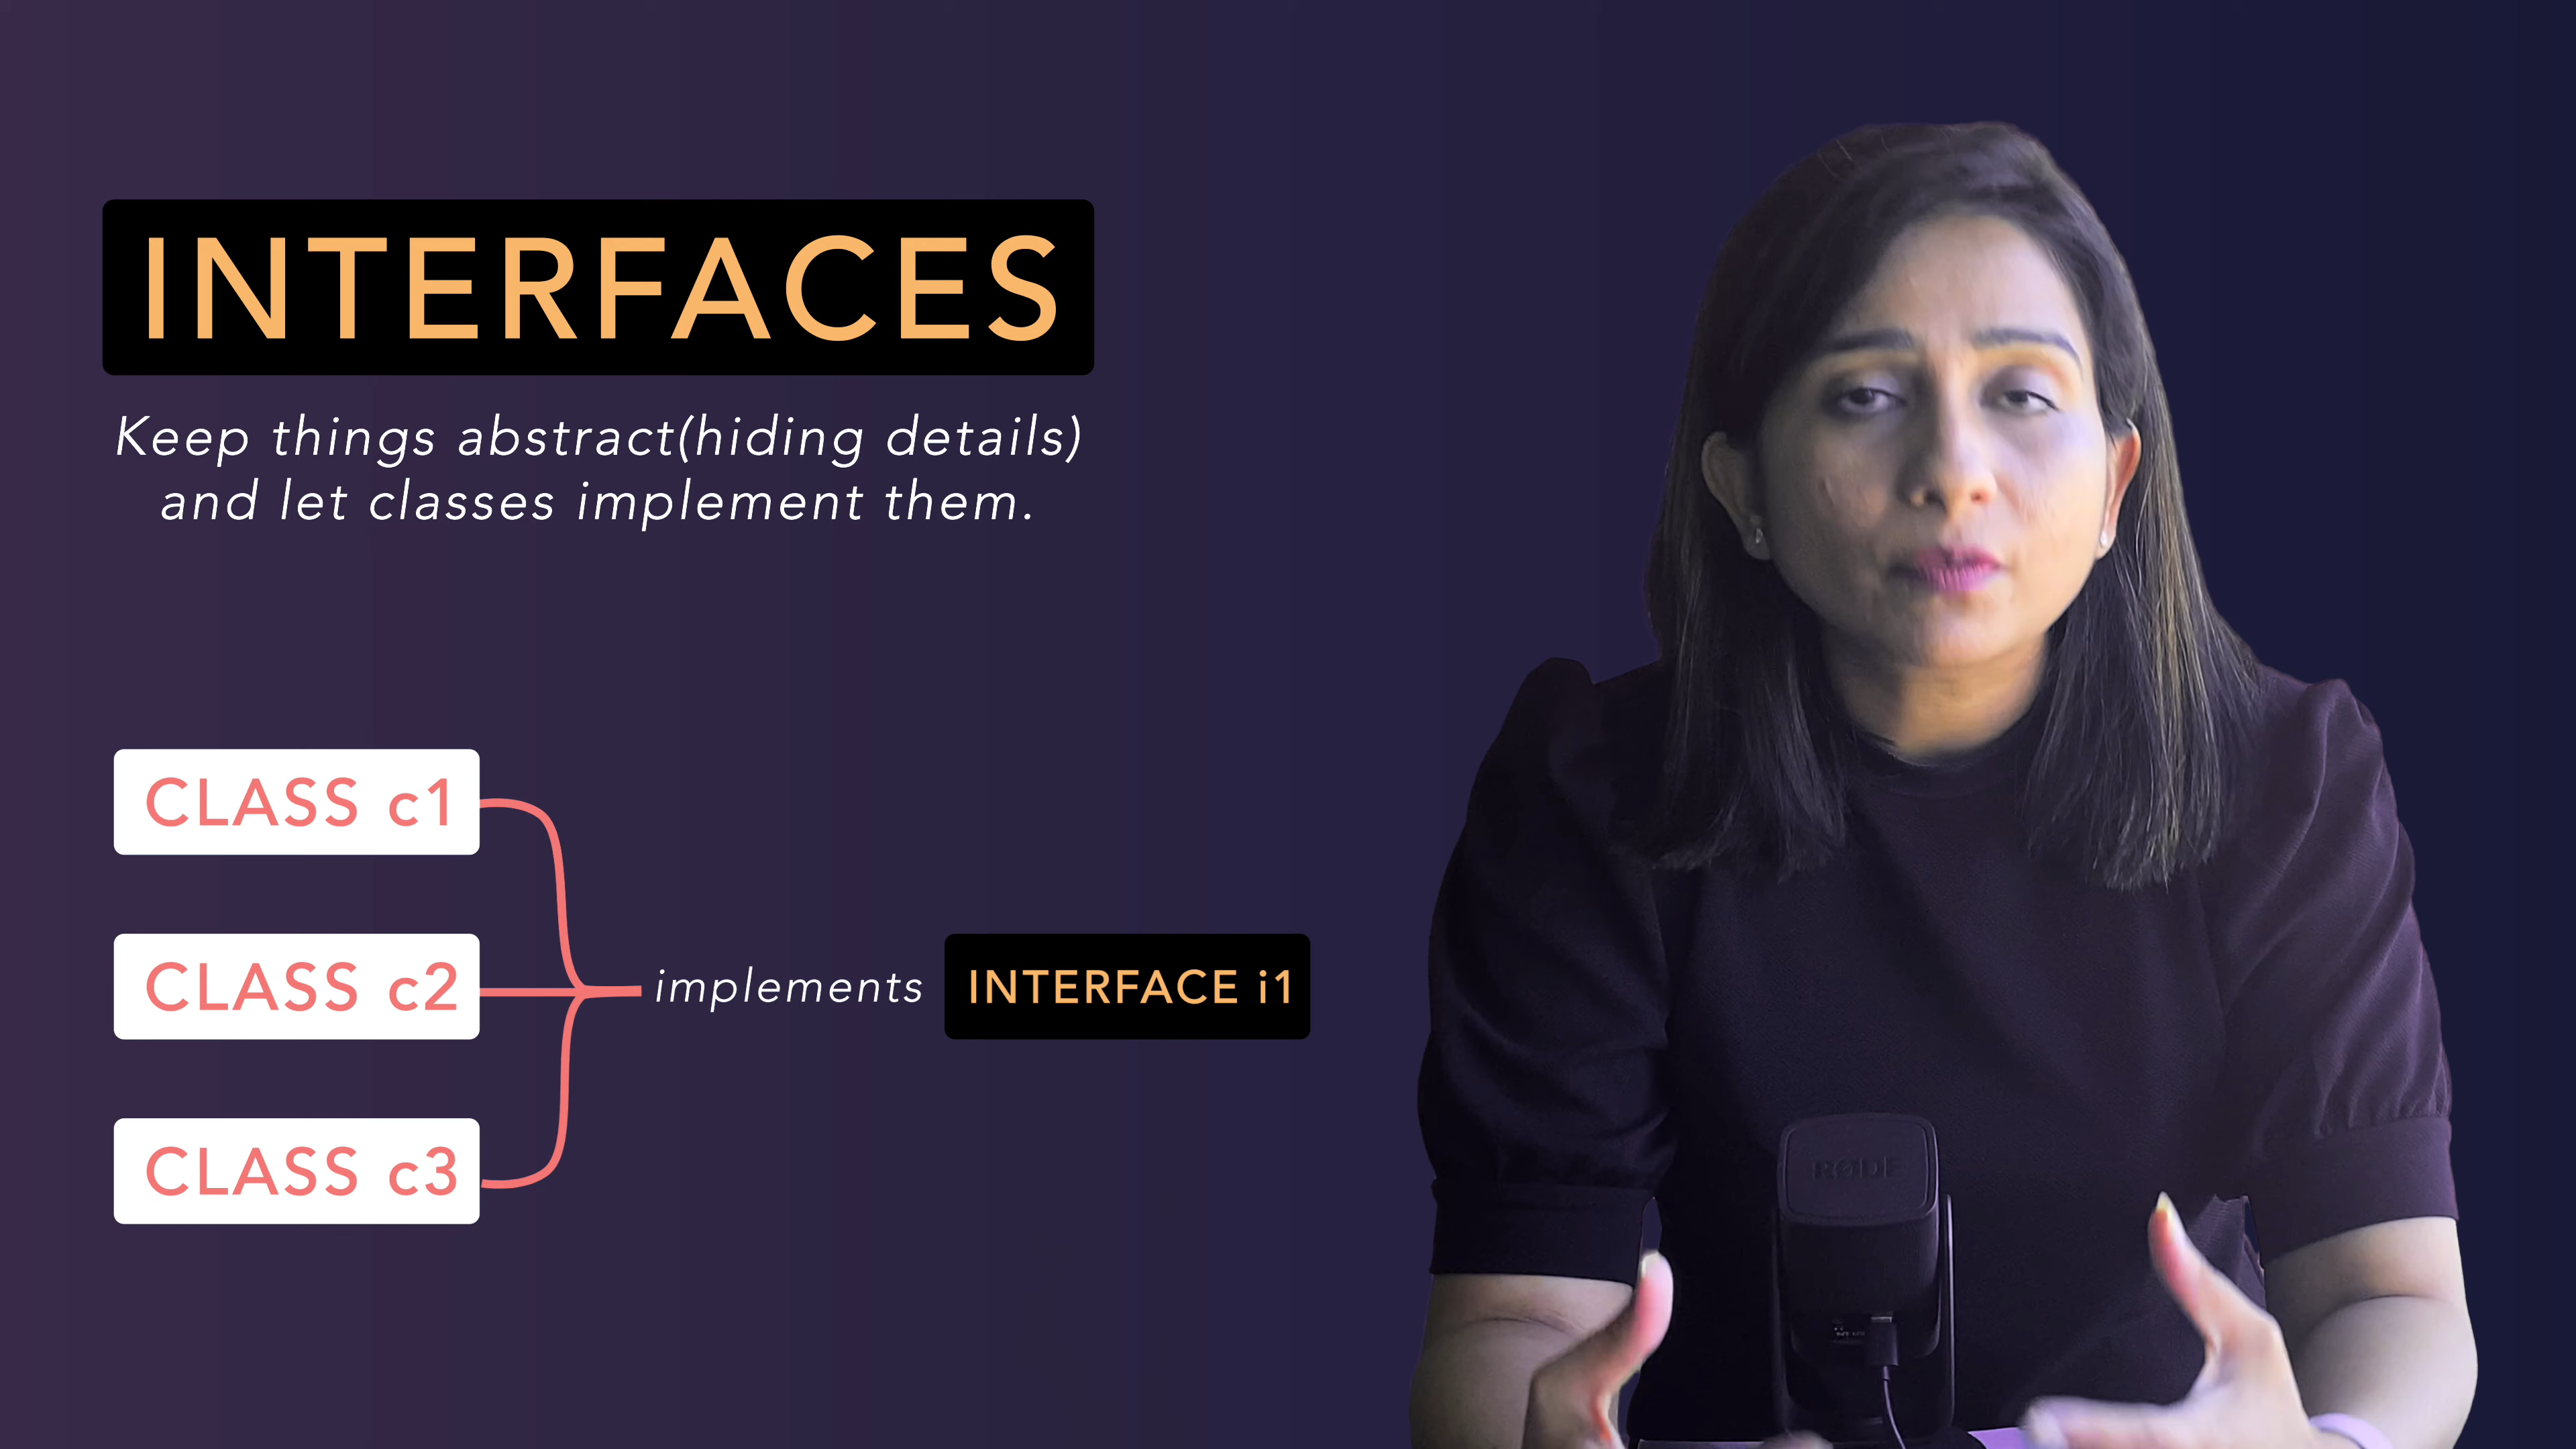 INTERFACES
Keep things abstract(hiding details)
and let classes implement them.
CLASS c1
CLASS c2
implements INTERFACE i1
CLASS c3
RØDE